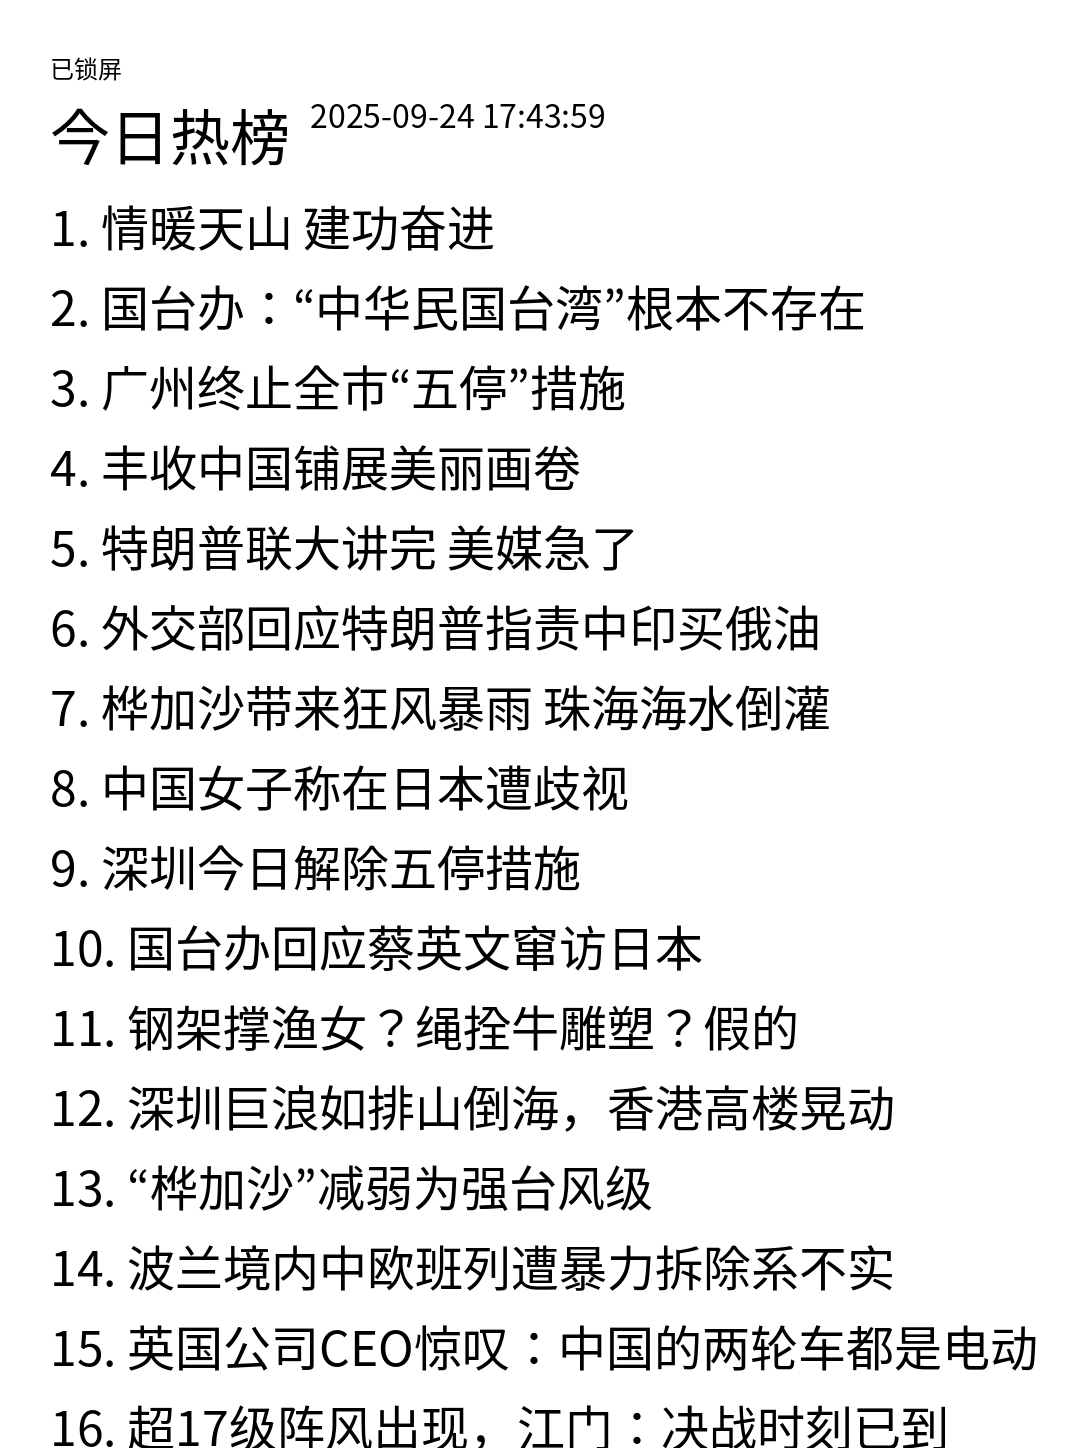 已锁屏
今日热榜 2025-09-24 17:43:59
1. 情暖天山 建功奋进
2. 国台办：“中华民国台湾”根本不存在
3. 广州终止全市“五停”措施
4. 丰收中国铺展美丽画卷
5. 特朗普联大讲完 美媒急了
6. 外交部回应特朗普指责中印买俄油
7. 桦加沙带来狂风暴雨 珠海海水倒灌
8. 中国女子称在日本遭歧视
9. 深圳今日解除五停措施
10. 国台办回应蔡英文窜访日本
11. 钢架撑渔女？绳拴牛雕塑？假的
12. 深圳巨浪如排山倒海，香港高楼晃动
13. “桦加沙”减弱为强台风级
14. 波兰境内中欧班列遭暴力拆除系不实
15. 英国公司CEO惊叹：中国的两轮车都是电动
16. 超17级阵风出现，江门：决战时刻已到